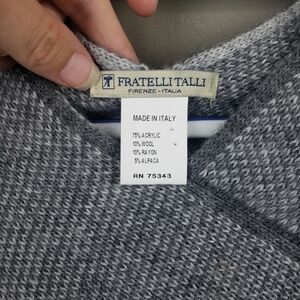 FRATELLI TALLI
FIRENZE - ITALIA
MADE IN ITALY
75% ACRYLIC
10% WOOL
10% RAYON
5% ALPACA
RN 75343